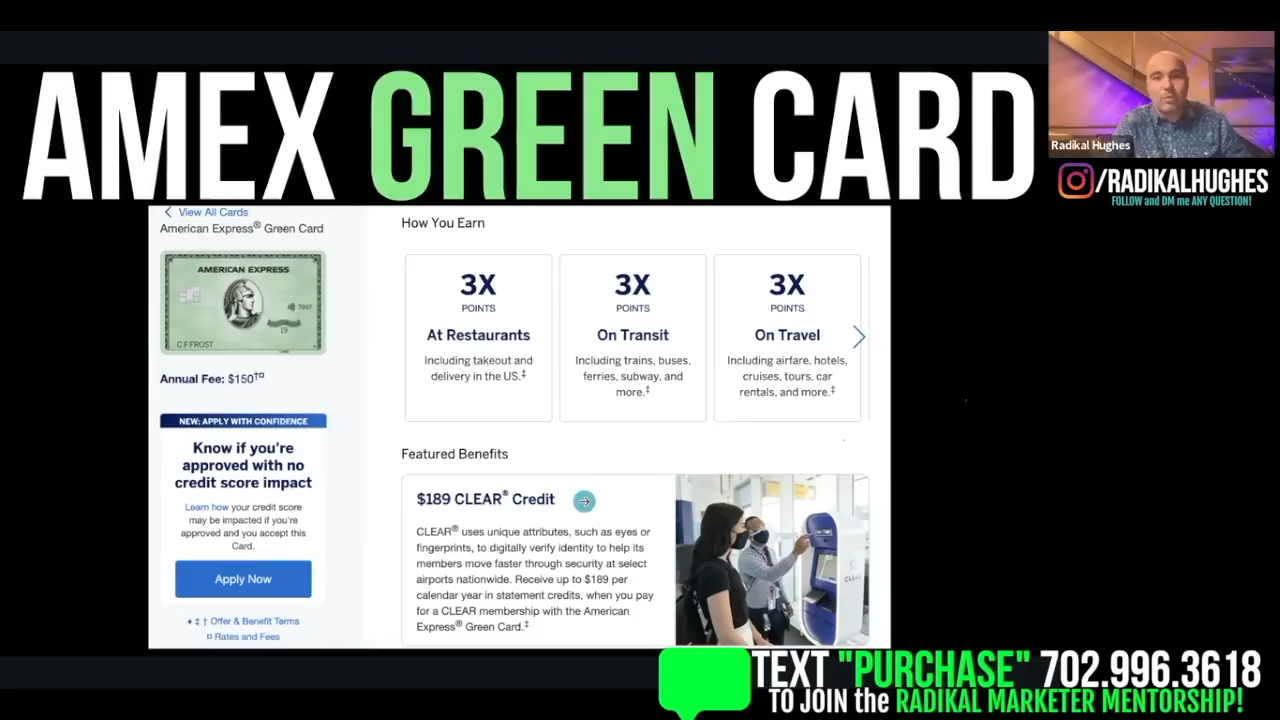 AMEX GREEN CARD
Radikal Hughes
/RADIKALHUGHES
FOLLOW and DM me ANY QUESTION!
View All Cards
American Express® Green Card
AMERICAN EXPRESS
7997
19
C F FROST
Annual Fee: $150†¤
NEW: APPLY WITH CONFIDENCE
Know if you're
approved with no
credit score impact
Learn how your credit score
may be impacted if you're
approved and you accept this
Card.
Apply Now
♦ ‡ † Offer & Benefit Terms
¤ Rates and Fees
How You Earn
3X
POINTS
At Restaurants
Including takeout and
delivery in the US.‡
3X
POINTS
On Transit
Including trains, buses,
ferries, subway, and
more.‡
3X
POINTS
On Travel
Including airfare, hotels,
cruises, tours, car
rentals, and more.‡
Featured Benefits
$189 CLEAR® Credit
CLEAR® uses unique attributes, such as eyes or
fingerprints, to digitally verify identity to help its
members move faster through security at select
airports nationwide. Receive up to $189 per
calendar year in statement credits, when you pay
for a CLEAR membership with the American
Express® Green Card.‡
CLEAR
TEXT "PURCHASE" 702.996.3618
TO JOIN the RADIKAL MARKETER MENTORSHIP!